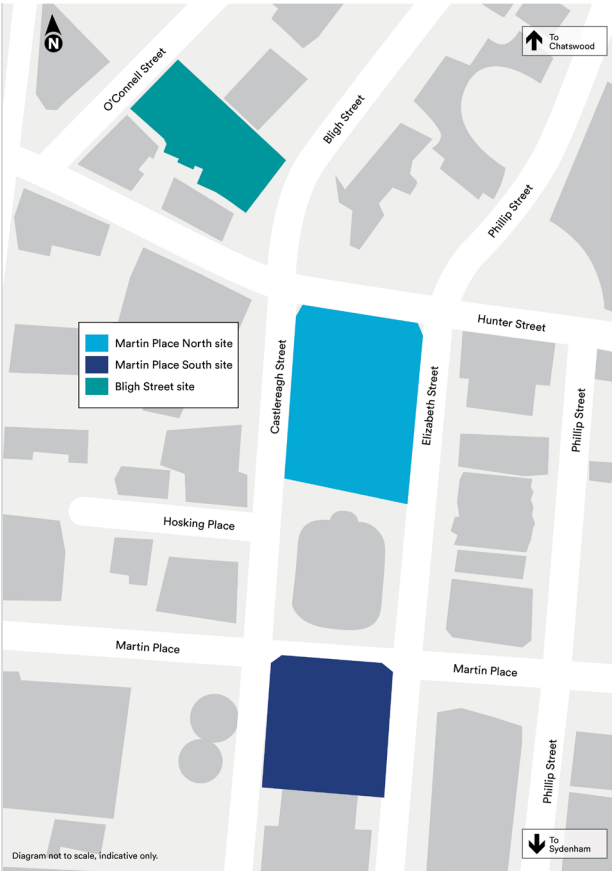 N
To
Chatswood
O'Connell Street
Bligh Street
Phillip Street
Hunter Street
Martin Place North site
Martin Place South site
Bligh Street site
Castlereagh Street
Elizabeth Street
Phillip Street
Hosking Place
Martin Place
Martin Place
Phillip Street
To
Sydenham
Diagram not to scale, indicative only.